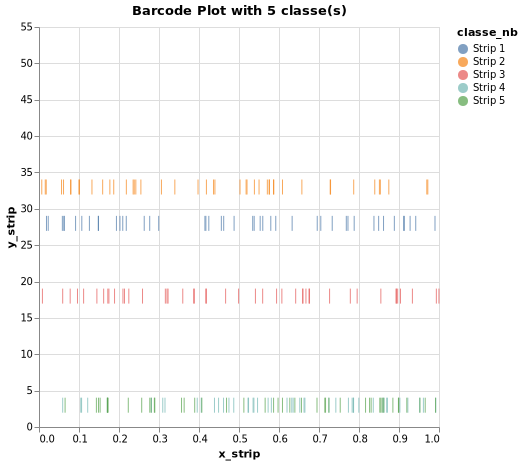 Barcode Plot with 5 classe(s)
classe_nb
Strip 1
Strip 2
Strip 3
Strip 4
Strip 5
y_strip
55
50
45
40
35
30
25
20
15
10
5
0
0.0 0.1 0.2 0.3 0.4 0.5 0.6 0.7 0.8 0.9 1.0
x_strip